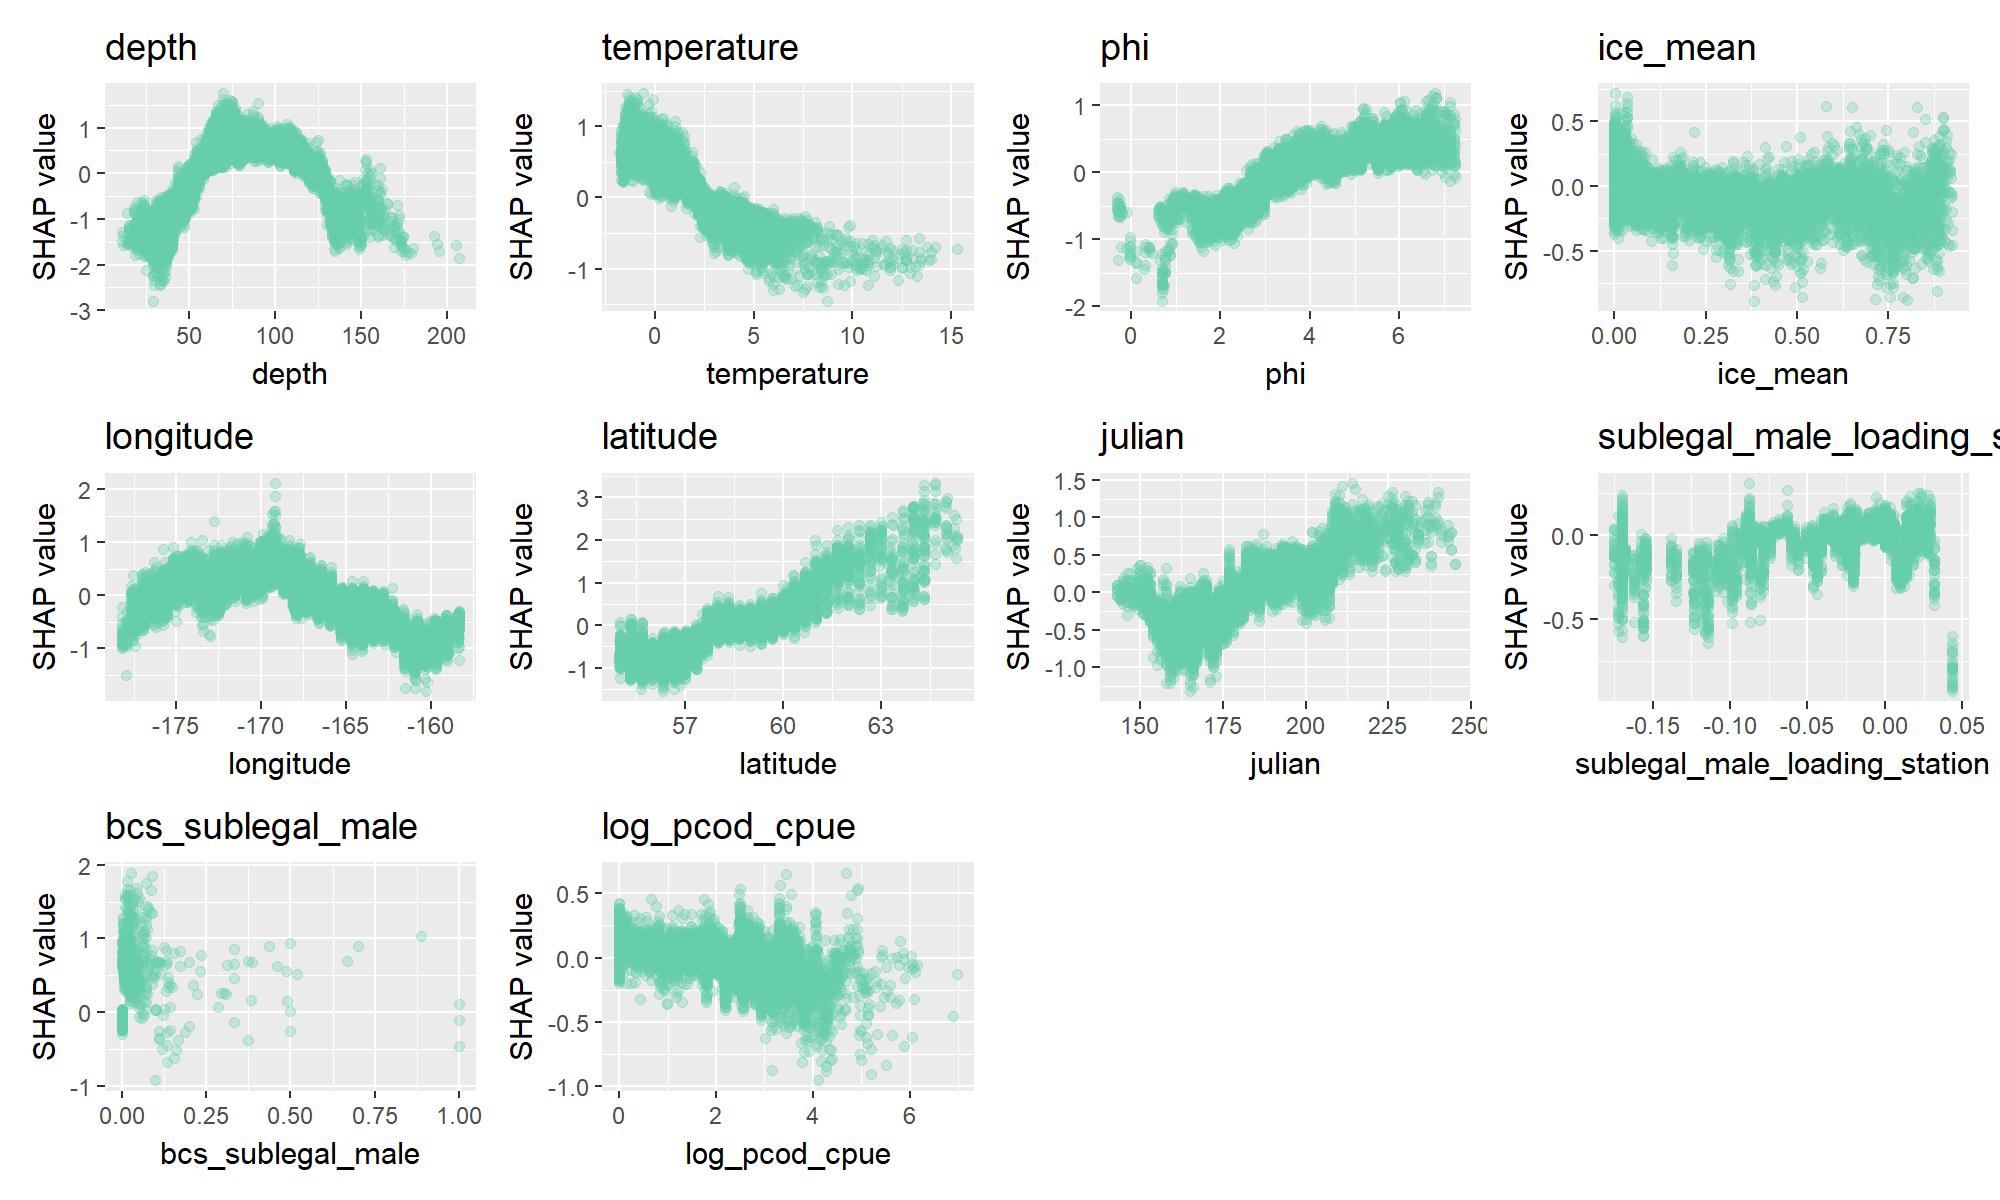 depth
temperature
phi
ice_mean
SHAP value
1
0
-1
-2
-3
50
100
150
200
depth
SHAP value
1
0
-1
0
5
10
15
temperature
SHAP value
1
0
-1
-2
0
2
4
6
phi
SHAP value
0.5
0.0
-0.5
0.00
0.25
0.50
0.75
ice_mean
longitude
latitude
julian
sublegal_male_loading_s
SHAP value
2
1
0
-1
-175
-170
-165
-160
longitude
SHAP value
3
2
1
0
-1
57
60
63
latitude
SHAP value
1.5
1.0
0.5
0.0
-0.5
-1.0
150
175
200
225
250
julian
SHAP value
0.0
-0.5
-0.15
-0.10
-0.05
0.00
0.05
sublegal_male_loading_station
bcs_sublegal_male
log_pcod_cpue
SHAP value
2
1
0
-1
0.00
0.25
0.50
0.75
1.00
bcs_sublegal_male
SHAP value
0.5
0.0
-0.5
-1.0
0
2
4
6
log_pcod_cpue